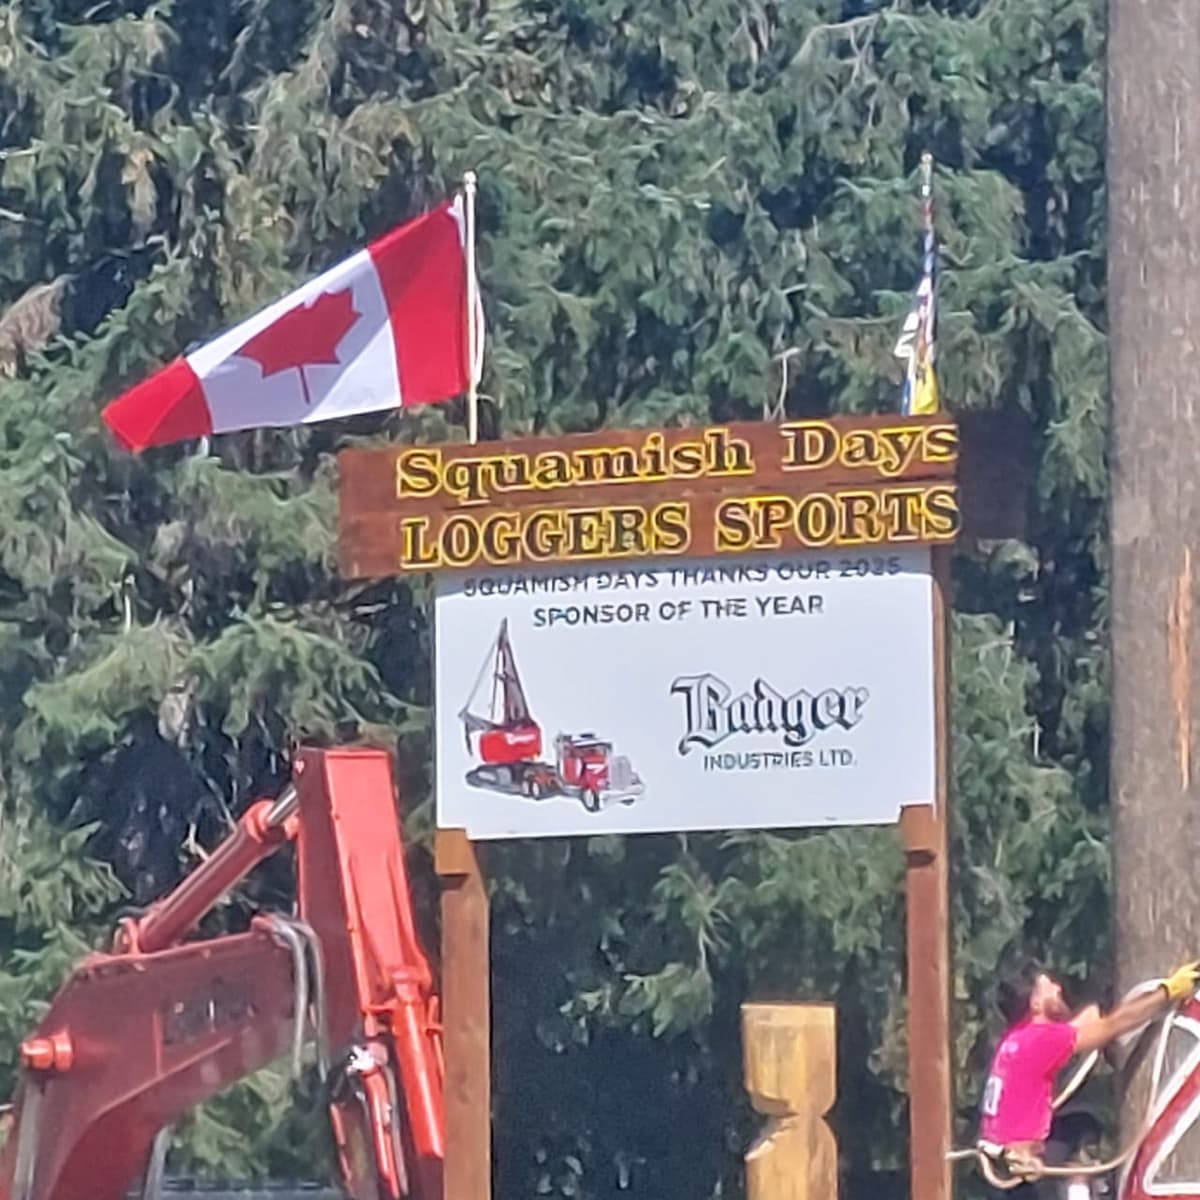 Squamish Days
LOGGERS SPORTS
SQUAMISH DAYS THANKS OUR 2025
SPONSOR OF THE YEAR
Badger
INDUSTRIES LTD.